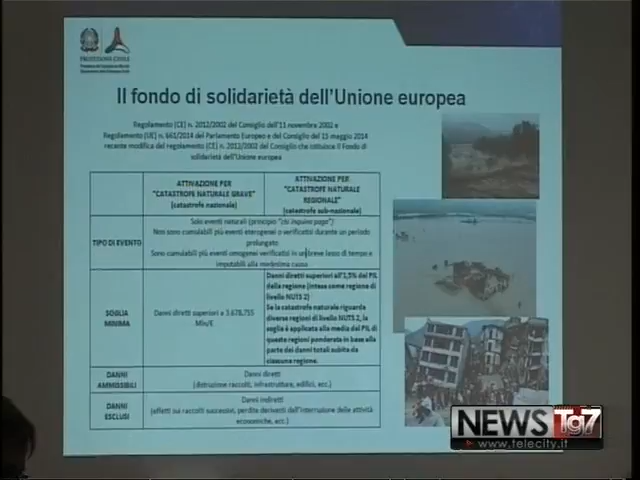 PROTEZIONE CIVILE
Il fondo di solidarietà dell'Unione europea
Regolamento (CE) n. 2012/2002 del Consiglio dell'11 novembre 2002 e
Regolamento (UE) n. 661/2014 del Parlamento Europeo e del Consiglio del 15 maggio 2014
recante modifica del regolamento (CE) n. 2012/2002 del Consiglio che istituisce il Fondo di
solidarietà dell'Unione europea
ATTIVAZIONE PER
"CATASTROFE NATURALE GRAVE"
(catastrofe nazionale)
ATTIVAZIONE PER
"CATASTROFE NATURALE
REGIONALE"
(catastrofe sub-nazionale)
TIPO DI EVENTO
Solo eventi naturali (principio "chi inquina paga")
Non sono cumulabili più eventi eterogenei o verificatisi durante un periodo
prolungato
Sono cumulabili più eventi omogenei verificatisi in un breve lasso di tempo e
imputabili alla medesima causa
SOGLIA
MINIMA
Danni diretti superiori a 3.678,755
Mln/E
Danni diretti superiori all'1,5% del PIL
della regione (intesa come regione di
livello NUTS 2)
Se la catastrofe naturale riguarda
diverse regioni di livello NUTS 2, la
soglia è applicata alla media del PIL di
queste regioni ponderata in base alla
parte dei danni totali subita da
ciascuna regione.
DANNI
AMMISSIBILI
Danni diretti
(distruzione raccolti, infrastrutture, edifici, ecc.)
DANNI
ESCLUSI
Danni indiretti
(effetti sui raccolti successivi, perdite derivanti dall'interruzione delle attività
economiche, ecc.)
NEWS Tg7
www.telecity.it